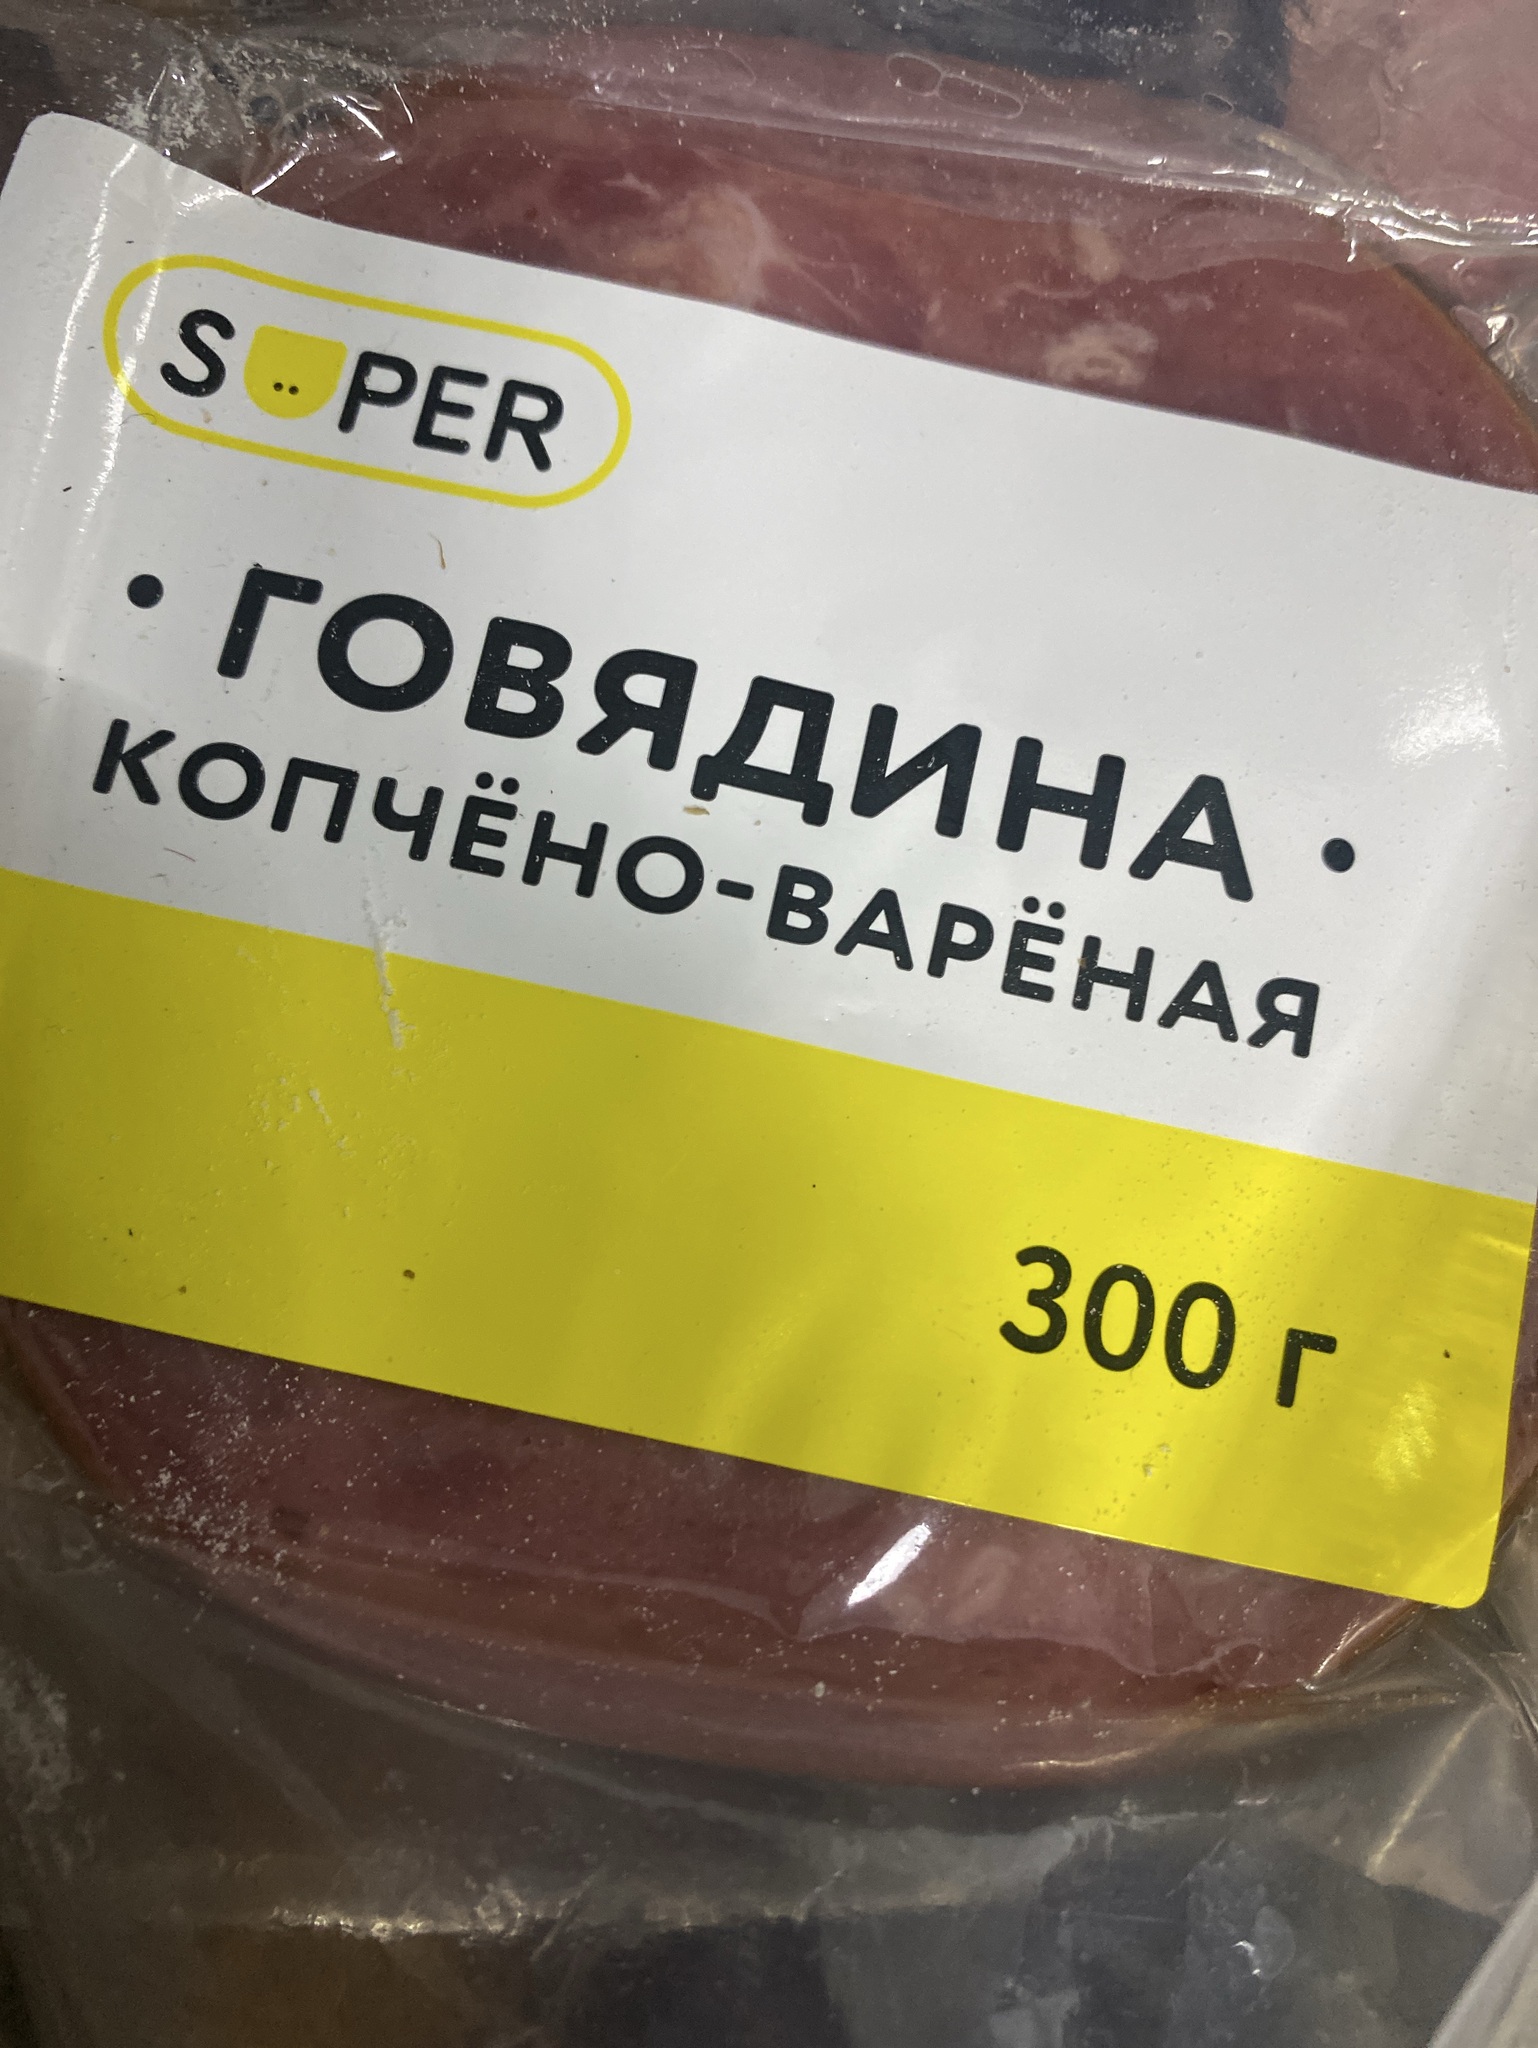 SUPER
• ГОВЯДИНА •
КОПЧЁНО-ВАРЁНАЯ
300 г